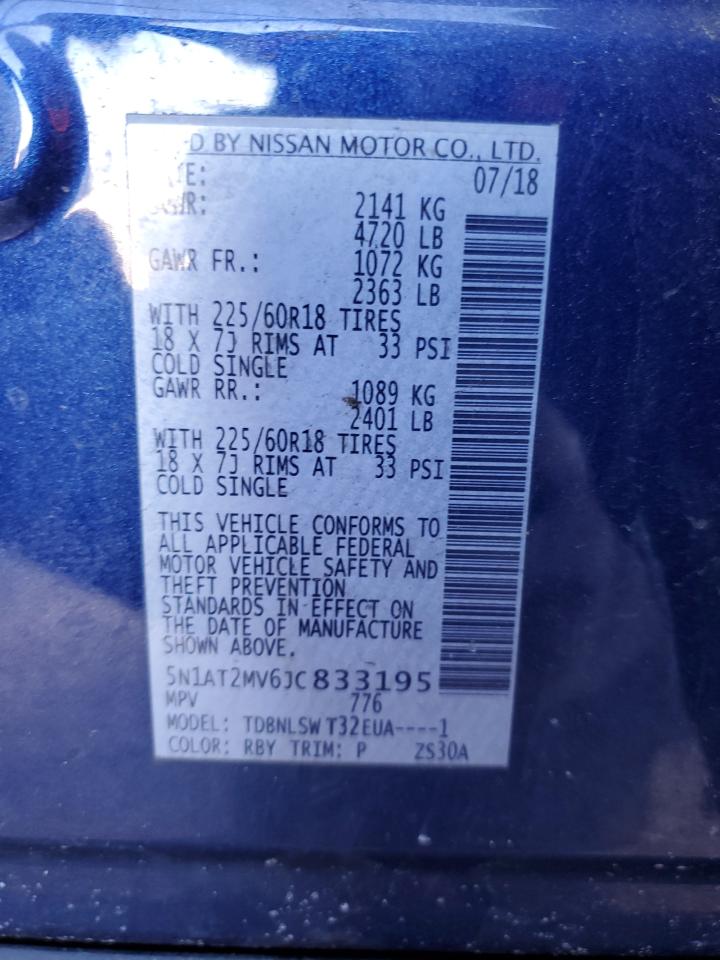 D BY NISSAN MOTOR CO., LTD.
07/18
2141 KG
4720 LB
GAWR FR.: 1072 KG
2363 LB
WITH 225/60R18 TIRES
18 X 7J RIMS AT 33 PSI
COLD SINGLE
GAWR RR.: 1089 KG
2401 LB
WITH 225/60R18 TIRES
18 X 7J RIMS AT 33 PSI
COLD SINGLE
THIS VEHICLE CONFORMS TO
ALL APPLICABLE FEDERAL
MOTOR VEHICLE SAFETY AND
THEFT PREVENTION
STANDARDS IN EFFECT ON
THE DATE OF MANUFACTURE
SHOWN ABOVE.
5N1AT2MV6JC833195
MPV 776
MODEL: TDBNLSW T32EUA----1
COLOR: RBY TRIM: P ZS30A